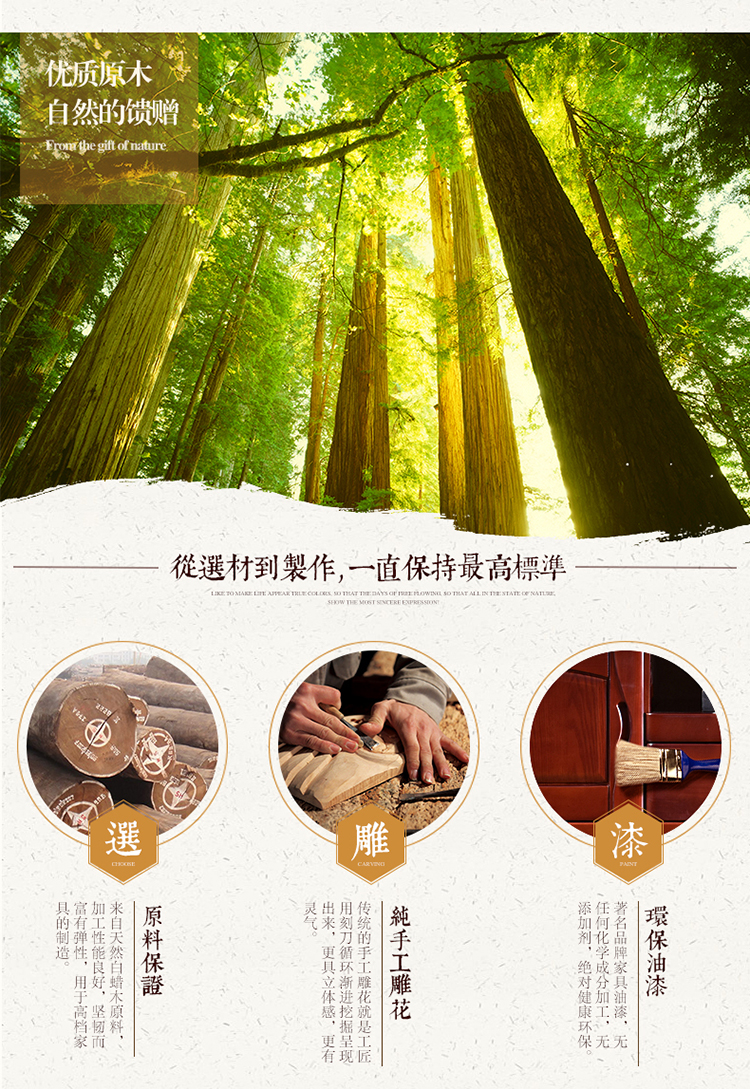 优质原木
自然的馈赠
From the gift of nature
從選材到製作,一直保持最高標準
LIKE TO MAKE LIFE APPEAR TRUE COLORS, SO THAT THE DAYS OF FREE FLOWING, SO THAT ALL IN THE STATE OF NATURE,
SHOW THE MOST SINCERE EXPRESSION!
選
CHOOSE
原料保證
来自天然白蜡木原料，
加工性能良好，坚韧而
富有弹性，用于高档家
具的制造。
雕
CARVING
純手工雕花
传统的手工雕花就是工匠
用刻刀循环渐进挖掘呈现
出来，更具立体感，更有
灵气。
漆
PAINT
環保油漆
著名品牌家具油漆，无
任何化学成分加工，无
添加剂，绝对健康环保。